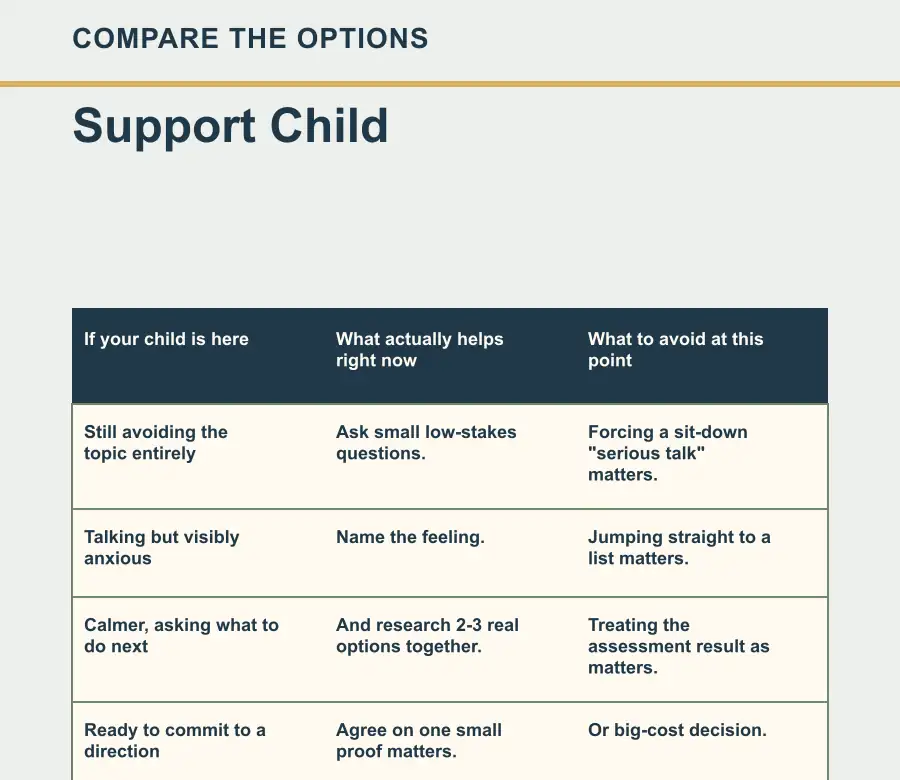 COMPARE THE OPTIONS
Support Child
If your child is here
What actually helps
right now
What to avoid at this
point
Still avoiding the
topic entirely
Ask small low-stakes
questions.
Forcing a sit-down
"serious talk"
matters.
Talking but visibly
anxious
Name the feeling.
Jumping straight to a
list matters.
Calmer, asking what to
do next
And research 2-3 real
options together.
Treating the
assessment result as
matters.
Ready to commit to a
direction
Agree on one small
proof matters.
Or big-cost decision.